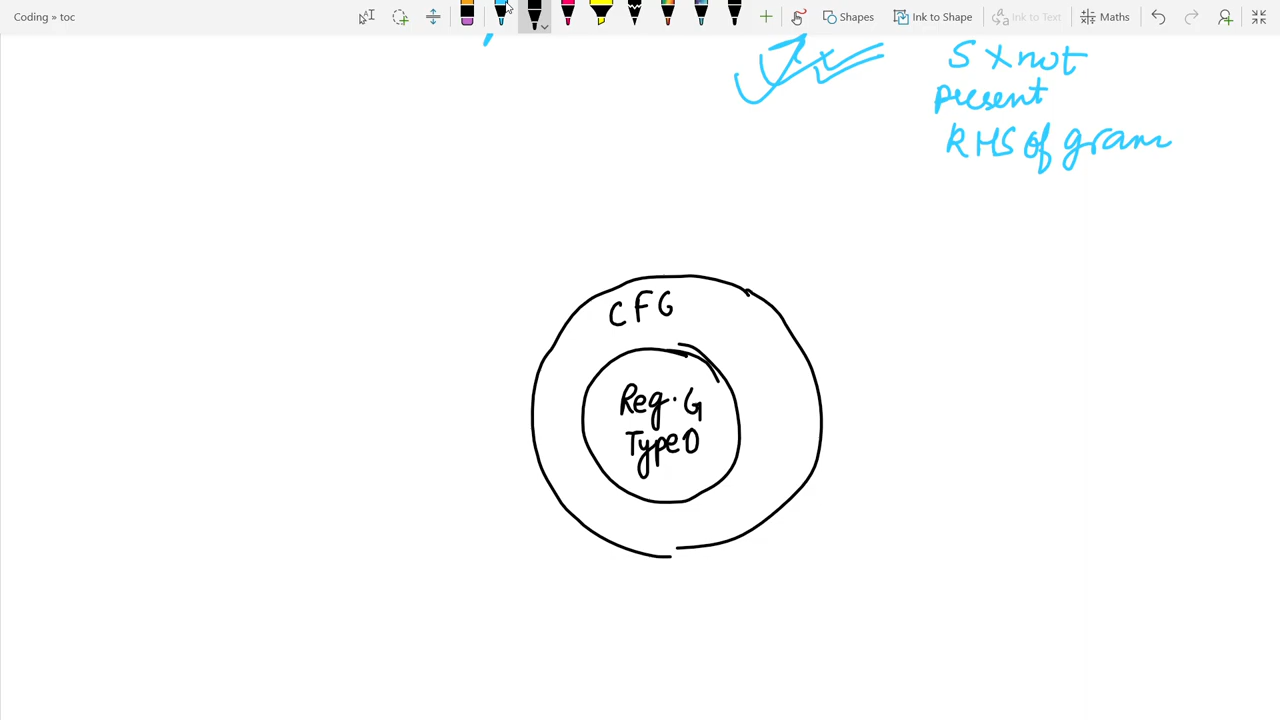 Coding » toc
Shapes
Ink to Shape
Ink to Text
Maths
S X not
present
RHS of gram
CFG
Reg. G
Type 0